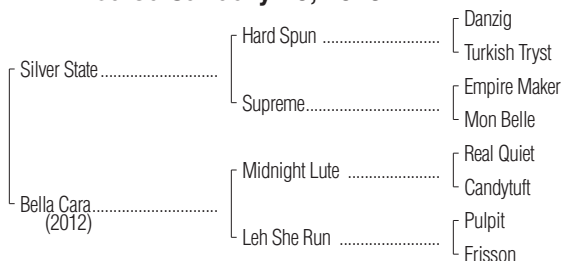 Danzig
Hard Spun ........................
Turkish Tryst
Silver State ...............................
Empire Maker
Supreme...................................
Mon Belle
Real Quiet
Midnight Lute ........................
Candytuft
Bella Cara.................................
(2012)
Pulpit
Leh She Run ..........................
Frisson